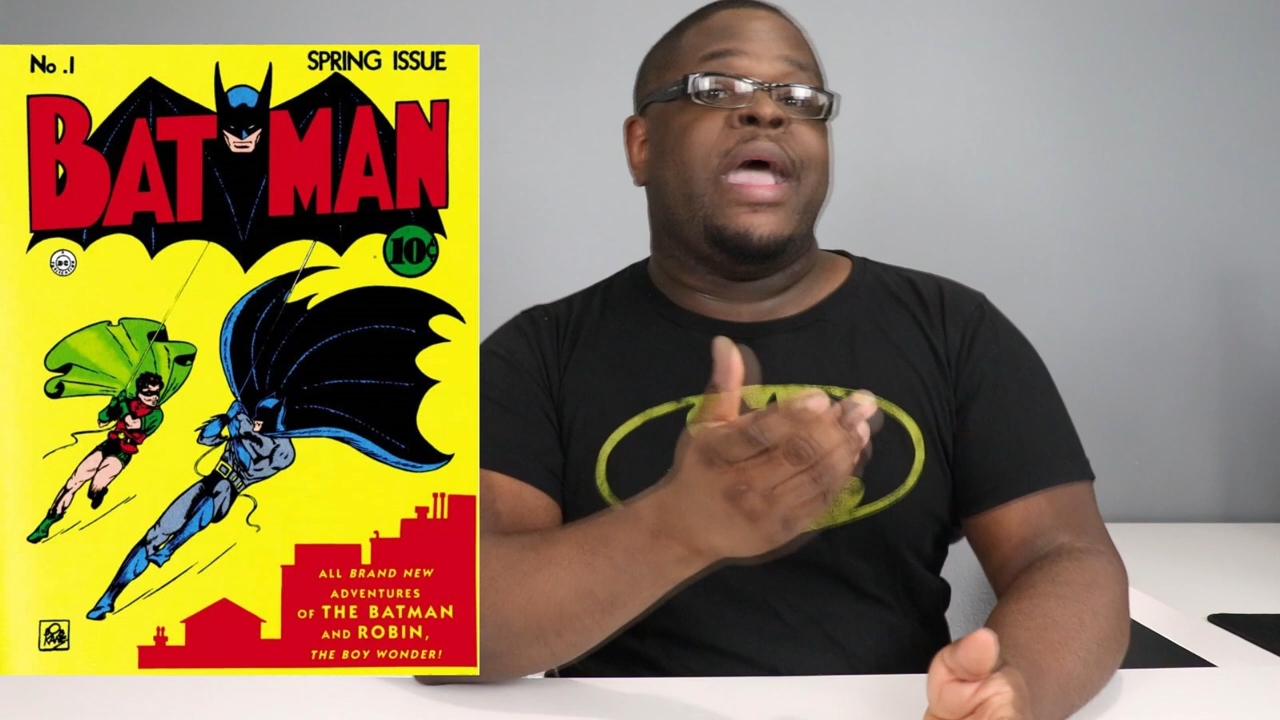 No .1
SPRING ISSUE
BATMAN
10¢
ALL BRAND NEW
ADVENTURES
OF THE BATMAN
AND ROBIN,
THE BOY WONDER!